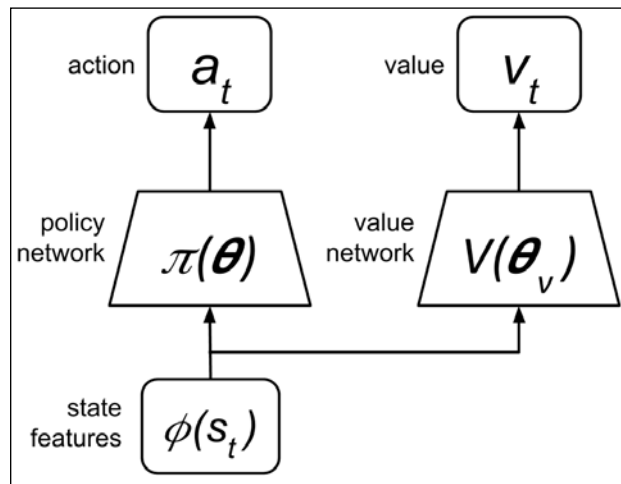 action
a_t
value
v_t
policy
network
π(θ)
value
network
V(θ_v)
state
features
ϕ(s_t)